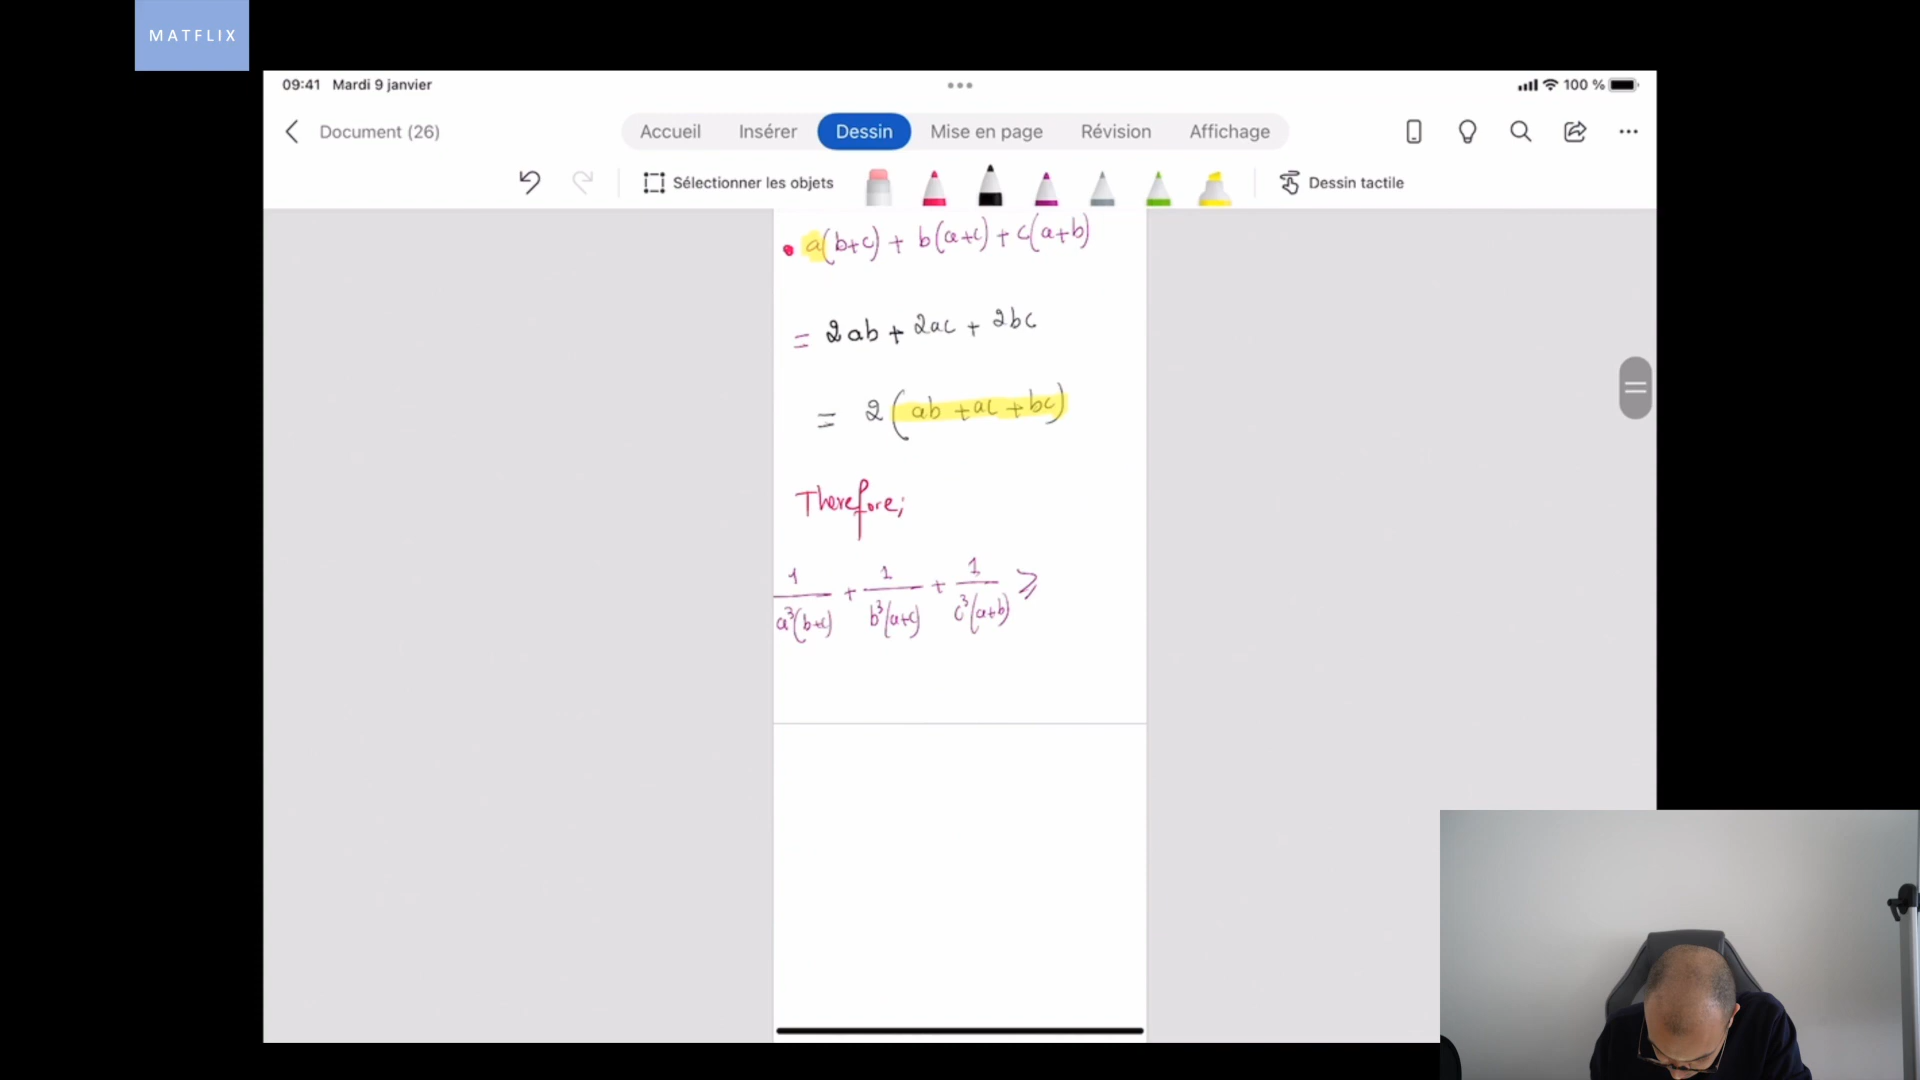 MATFLIX
09:41 Mardi 9 janvier 100 %
Document (26) Accueil Insérer Dessin Mise en page Révision Affichage
Sélectionner les objets Dessin tactile
• a(b+c) + b(a+c) + c(a+b)
= 2ab + 2ac + 2bc
= 2(ab + ac + bc)
Therefore;
1/(a³(b+c)) + 1/(b³(a+c)) + 1/(c³(a+b)) ≥